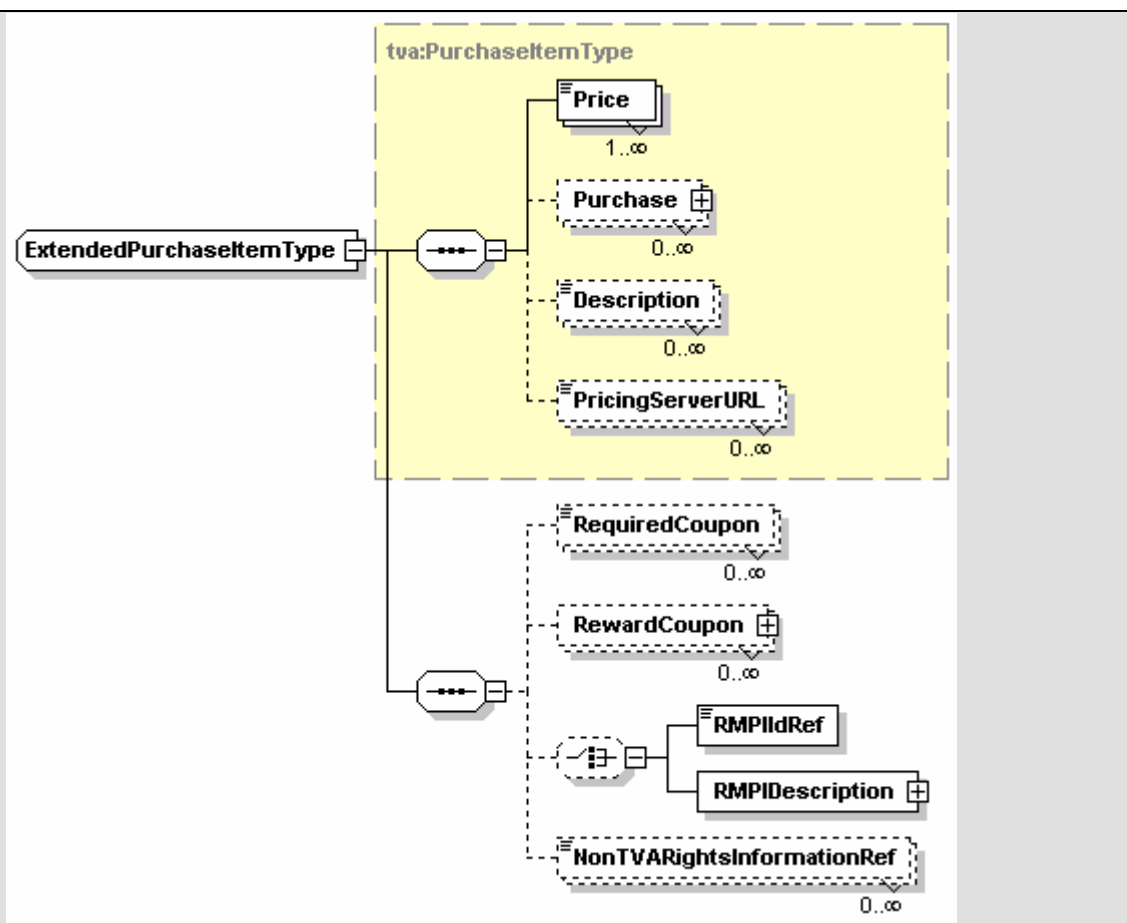 tva:PurchaseItemType
Price
1..∞
Purchase
0..∞
ExtendedPurchaseItemType
Description
0..∞
PricingServerURL
0..∞
RequiredCoupon
0..∞
RewardCoupon
0..∞
RMPIIdRef
RMPIDescription
NonTVARightsInformationRef
0..∞